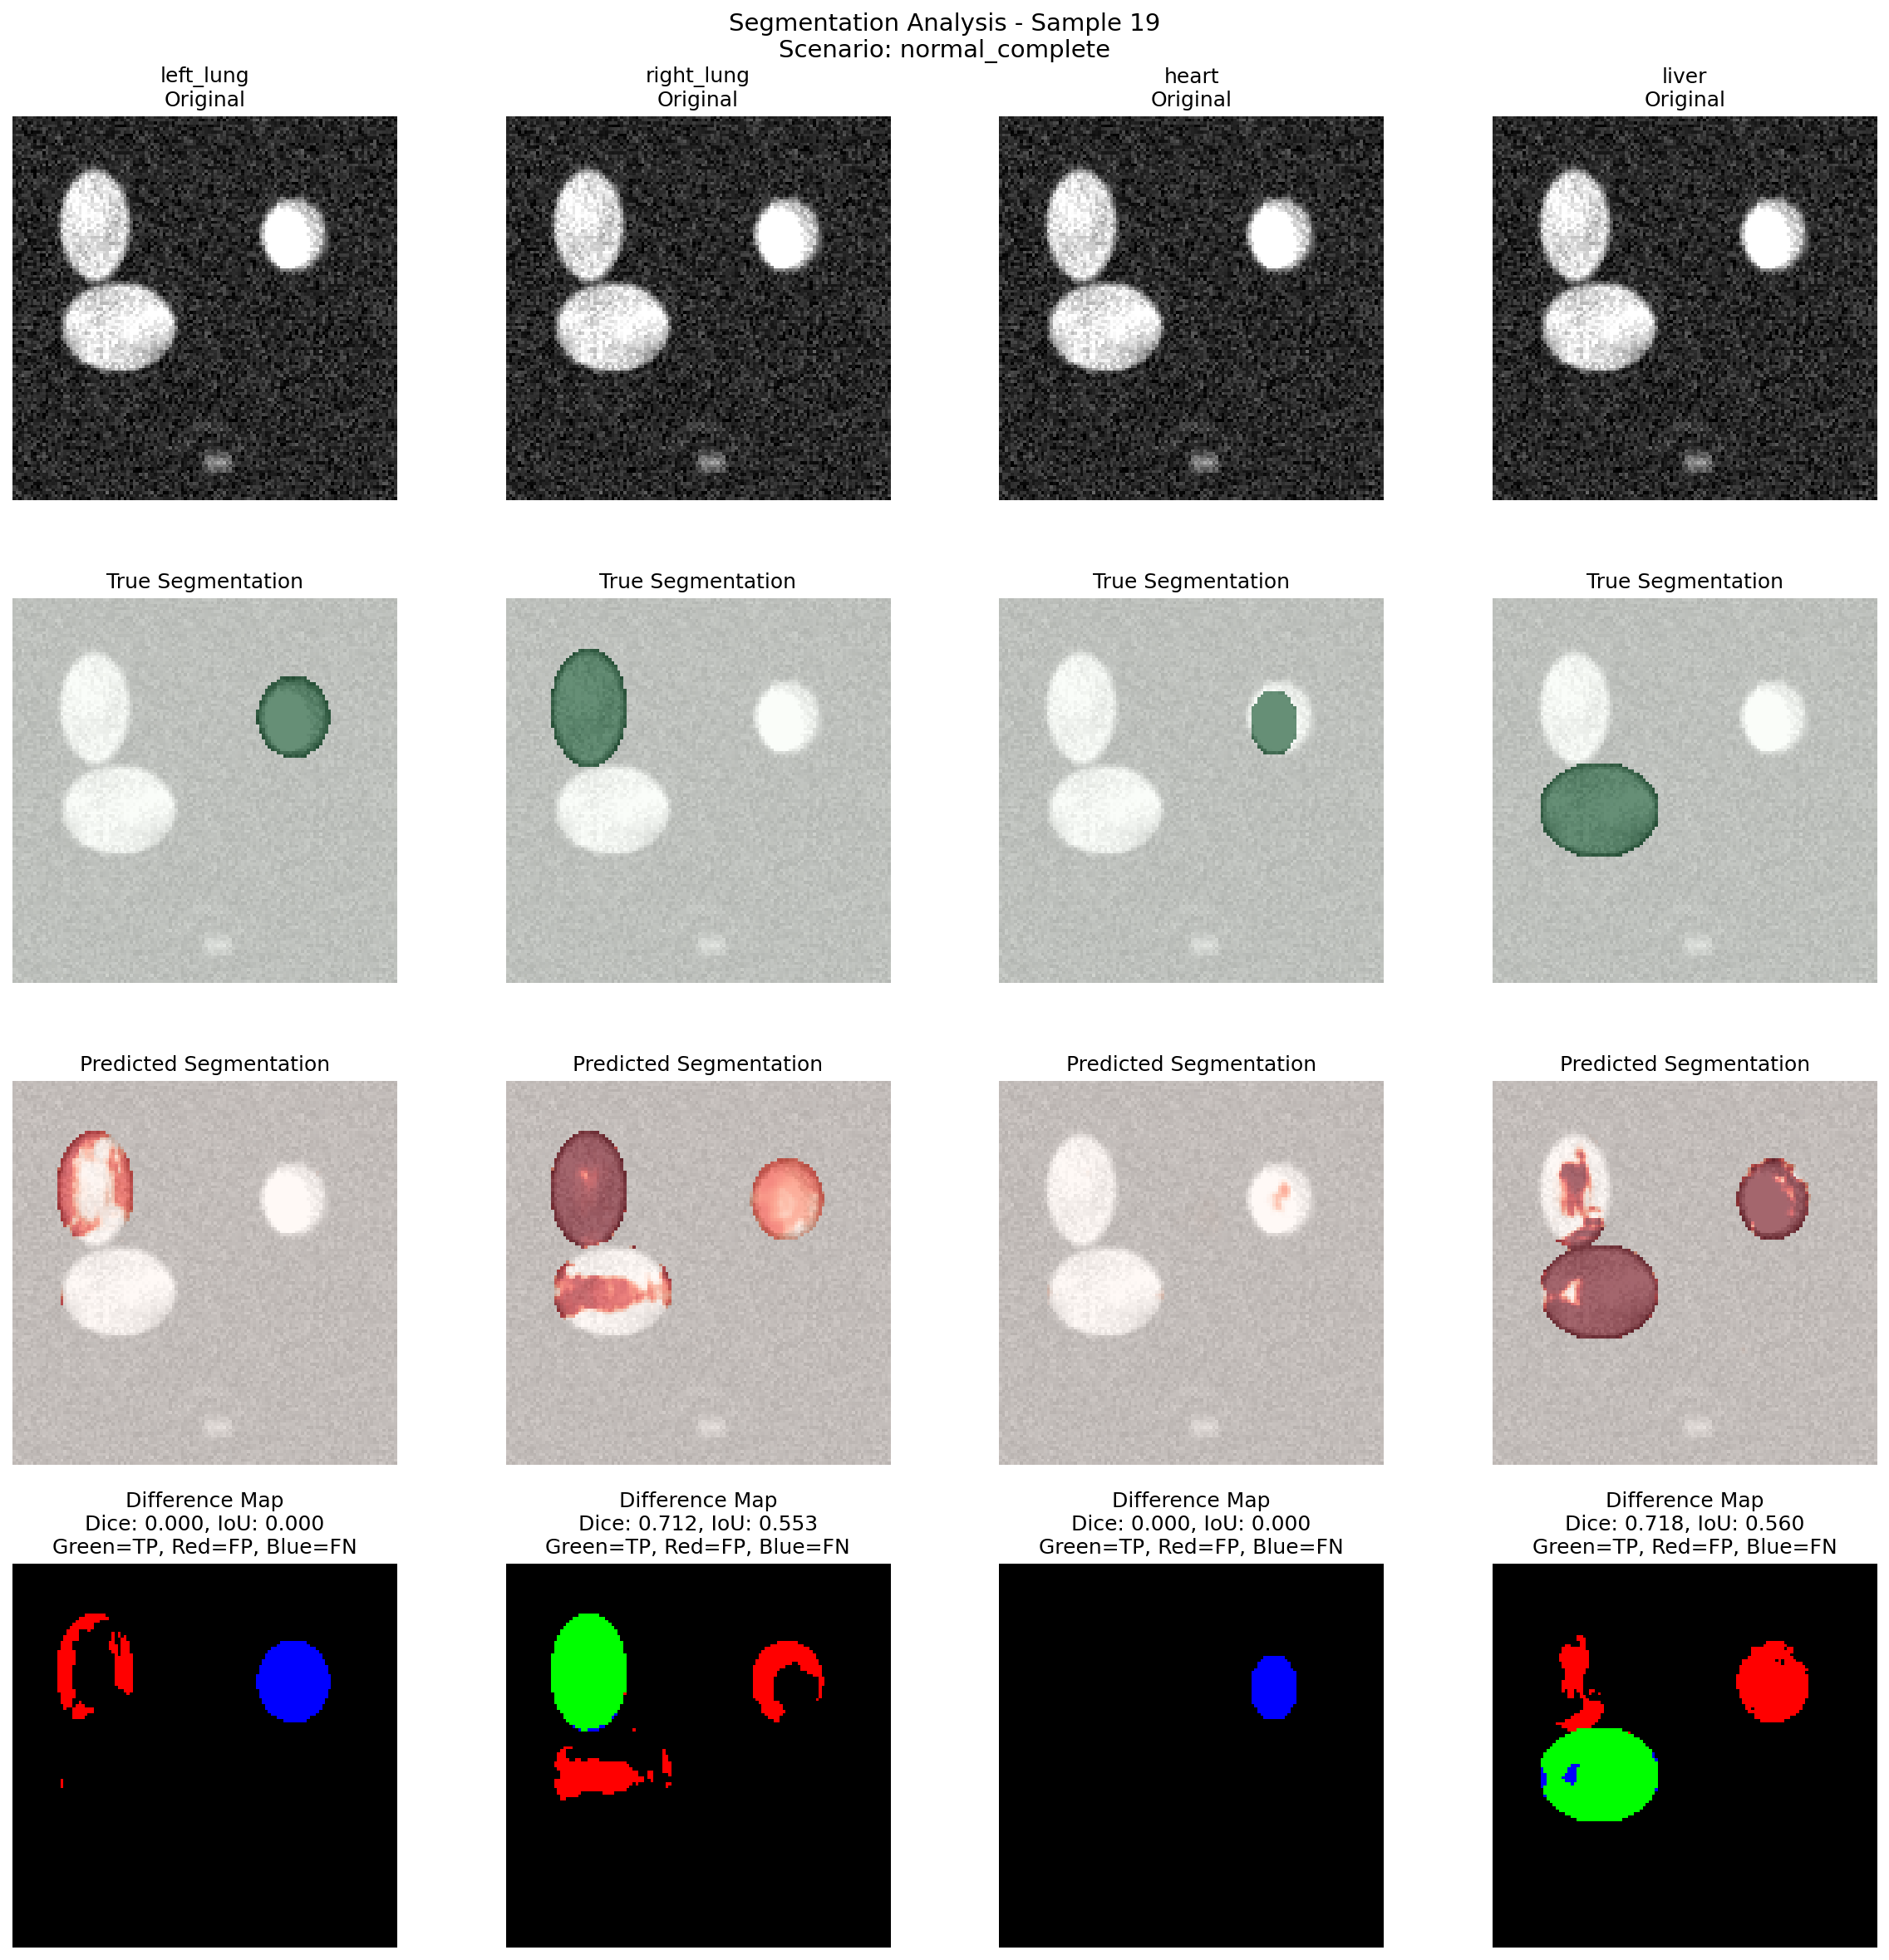 Segmentation Analysis - Sample 19
Scenario: normal_complete
left_lung
Original
right_lung
Original
heart
Original
liver
Original
True Segmentation
True Segmentation
True Segmentation
True Segmentation
Predicted Segmentation
Predicted Segmentation
Predicted Segmentation
Predicted Segmentation
Difference Map
Dice: 0.000, IoU: 0.000
Green=TP, Red=FP, Blue=FN
Difference Map
Dice: 0.712, IoU: 0.553
Green=TP, Red=FP, Blue=FN
Difference Map
Dice: 0.000, IoU: 0.000
Green=TP, Red=FP, Blue=FN
Difference Map
Dice: 0.718, IoU: 0.560
Green=TP, Red=FP, Blue=FN